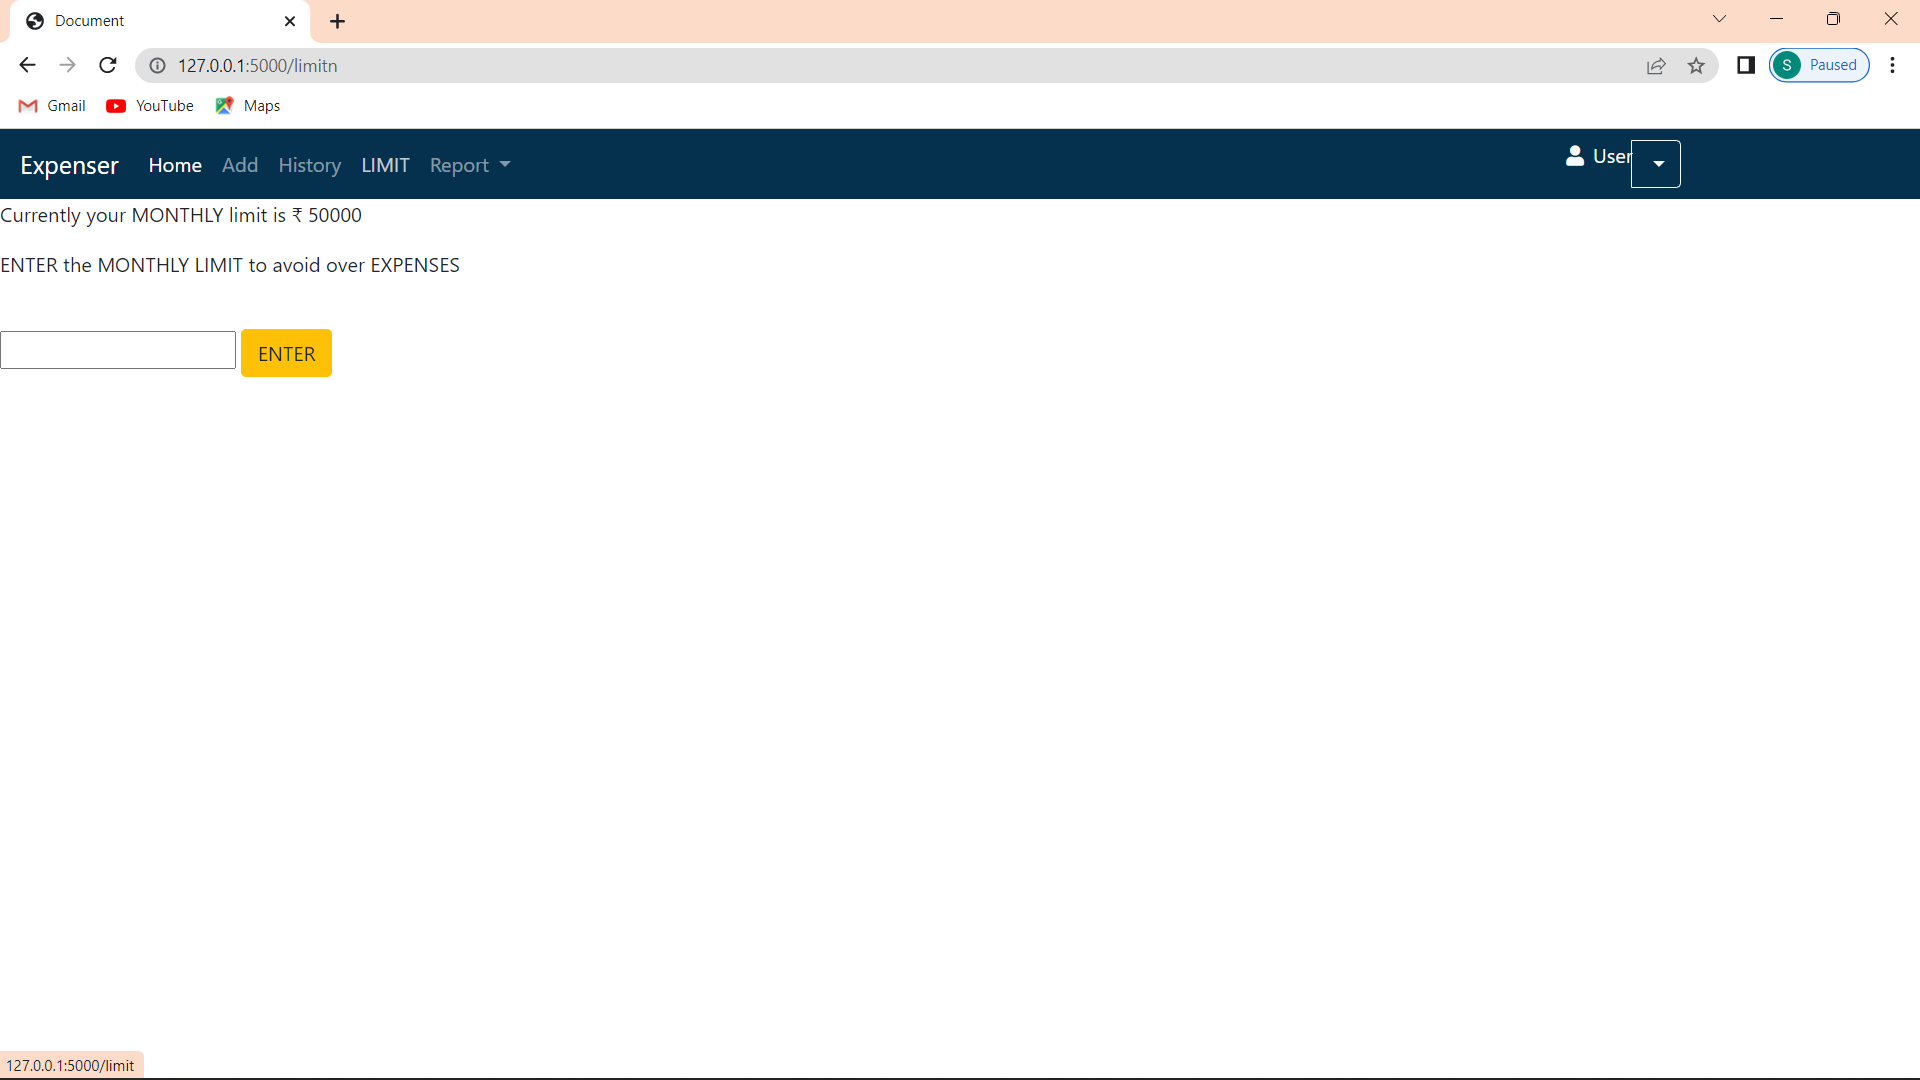 Document
127.0.0.1:5000/limitn
S Paused
Gmail YouTube Maps
Expenser Home Add History LIMIT Report User
Currently your MONTHLY limit is ₹ 50000
ENTER the MONTHLY LIMIT to avoid over EXPENSES
ENTER
127.0.0.1:5000/limit